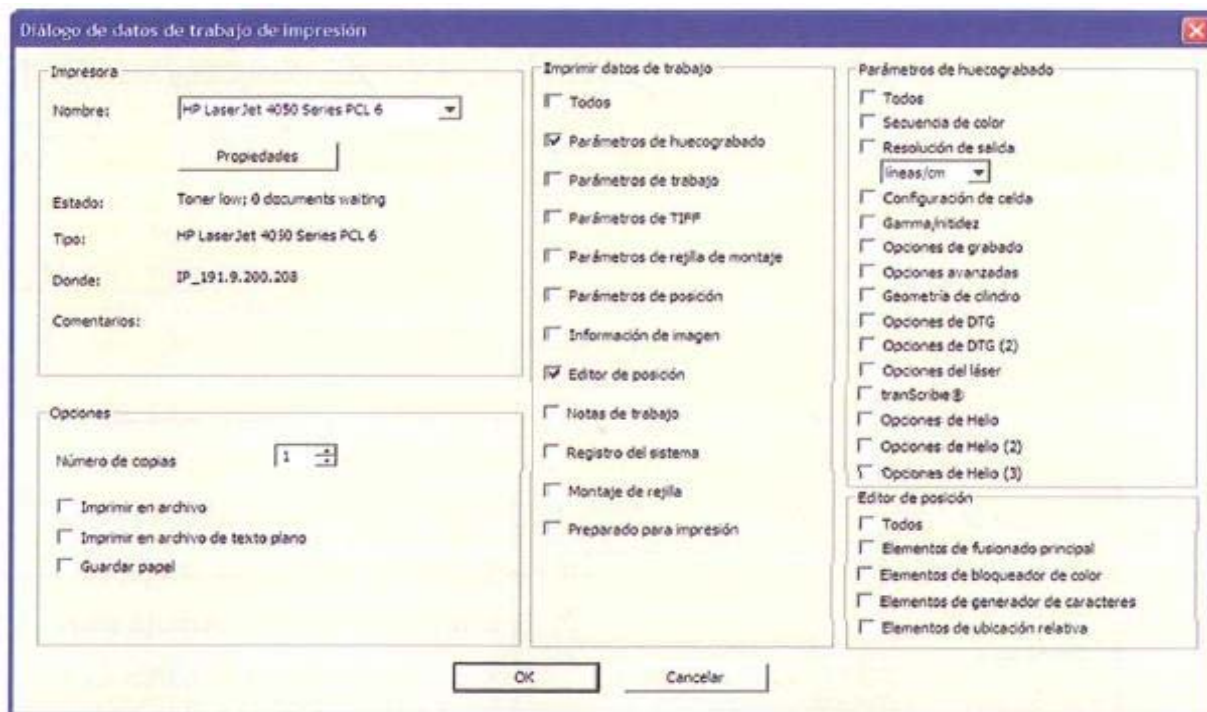 Diálogo de datos de trabajo de impresión
Impresora
Nombre:
HP LaserJet 4050 Series PCL 6
Propiedades
Estado:
Toner low; 0 documents waiting
Tipo:
HP LaserJet 4050 Series PCL 6
Donde:
IP_191.9.200.208
Comentarios:
Opciones
Número de copias
1
Imprimir en archivo
Imprimir en archivo de texto plano
Guardar papel
Imprimir datos de trabajo
Todos
Parámetros de huecograbado
Parámetros de trabajo
Parámetros de TIFF
Parámetros de rejilla de montaje
Parámetros de posición
Información de imagen
Editor de posición
Notas de trabajo
Registro del sistema
Montaje de rejilla
Preparado para impresión
Parámetros de huecograbado
Todos
Secuencia de color
Resolución de salida
líneas/cm
Configuración de celda
Gamma/nitidez
Opciones de grabado
Opciones avanzadas
Geometría de cilindro
Opciones de DTG
Opciones de DTG (2)
Opciones del láser
tranScribe®
Opciones de Helio
Opciones de Helio (2)
Opciones de Helio (3)
Editor de posición
Todos
Elementos de fusionado principal
Elementos de bloqueador de color
Elementos de generador de caracteres
Elementos de ubicación relativa
OK
Cancelar